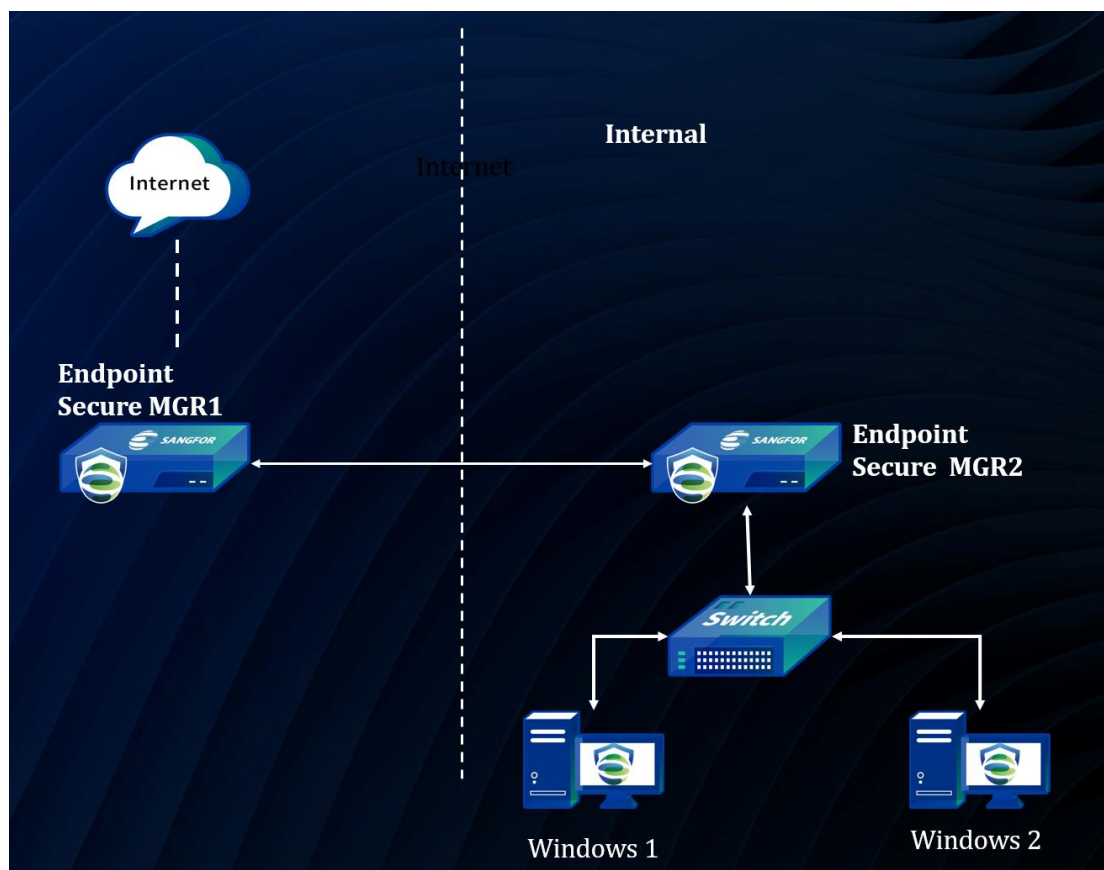 Internal
Internet
Internet
Endpoint
Secure MGR1
SANGFOR
SANGFOR
Endpoint
Secure MGR2
Switch
Windows 1
Windows 2